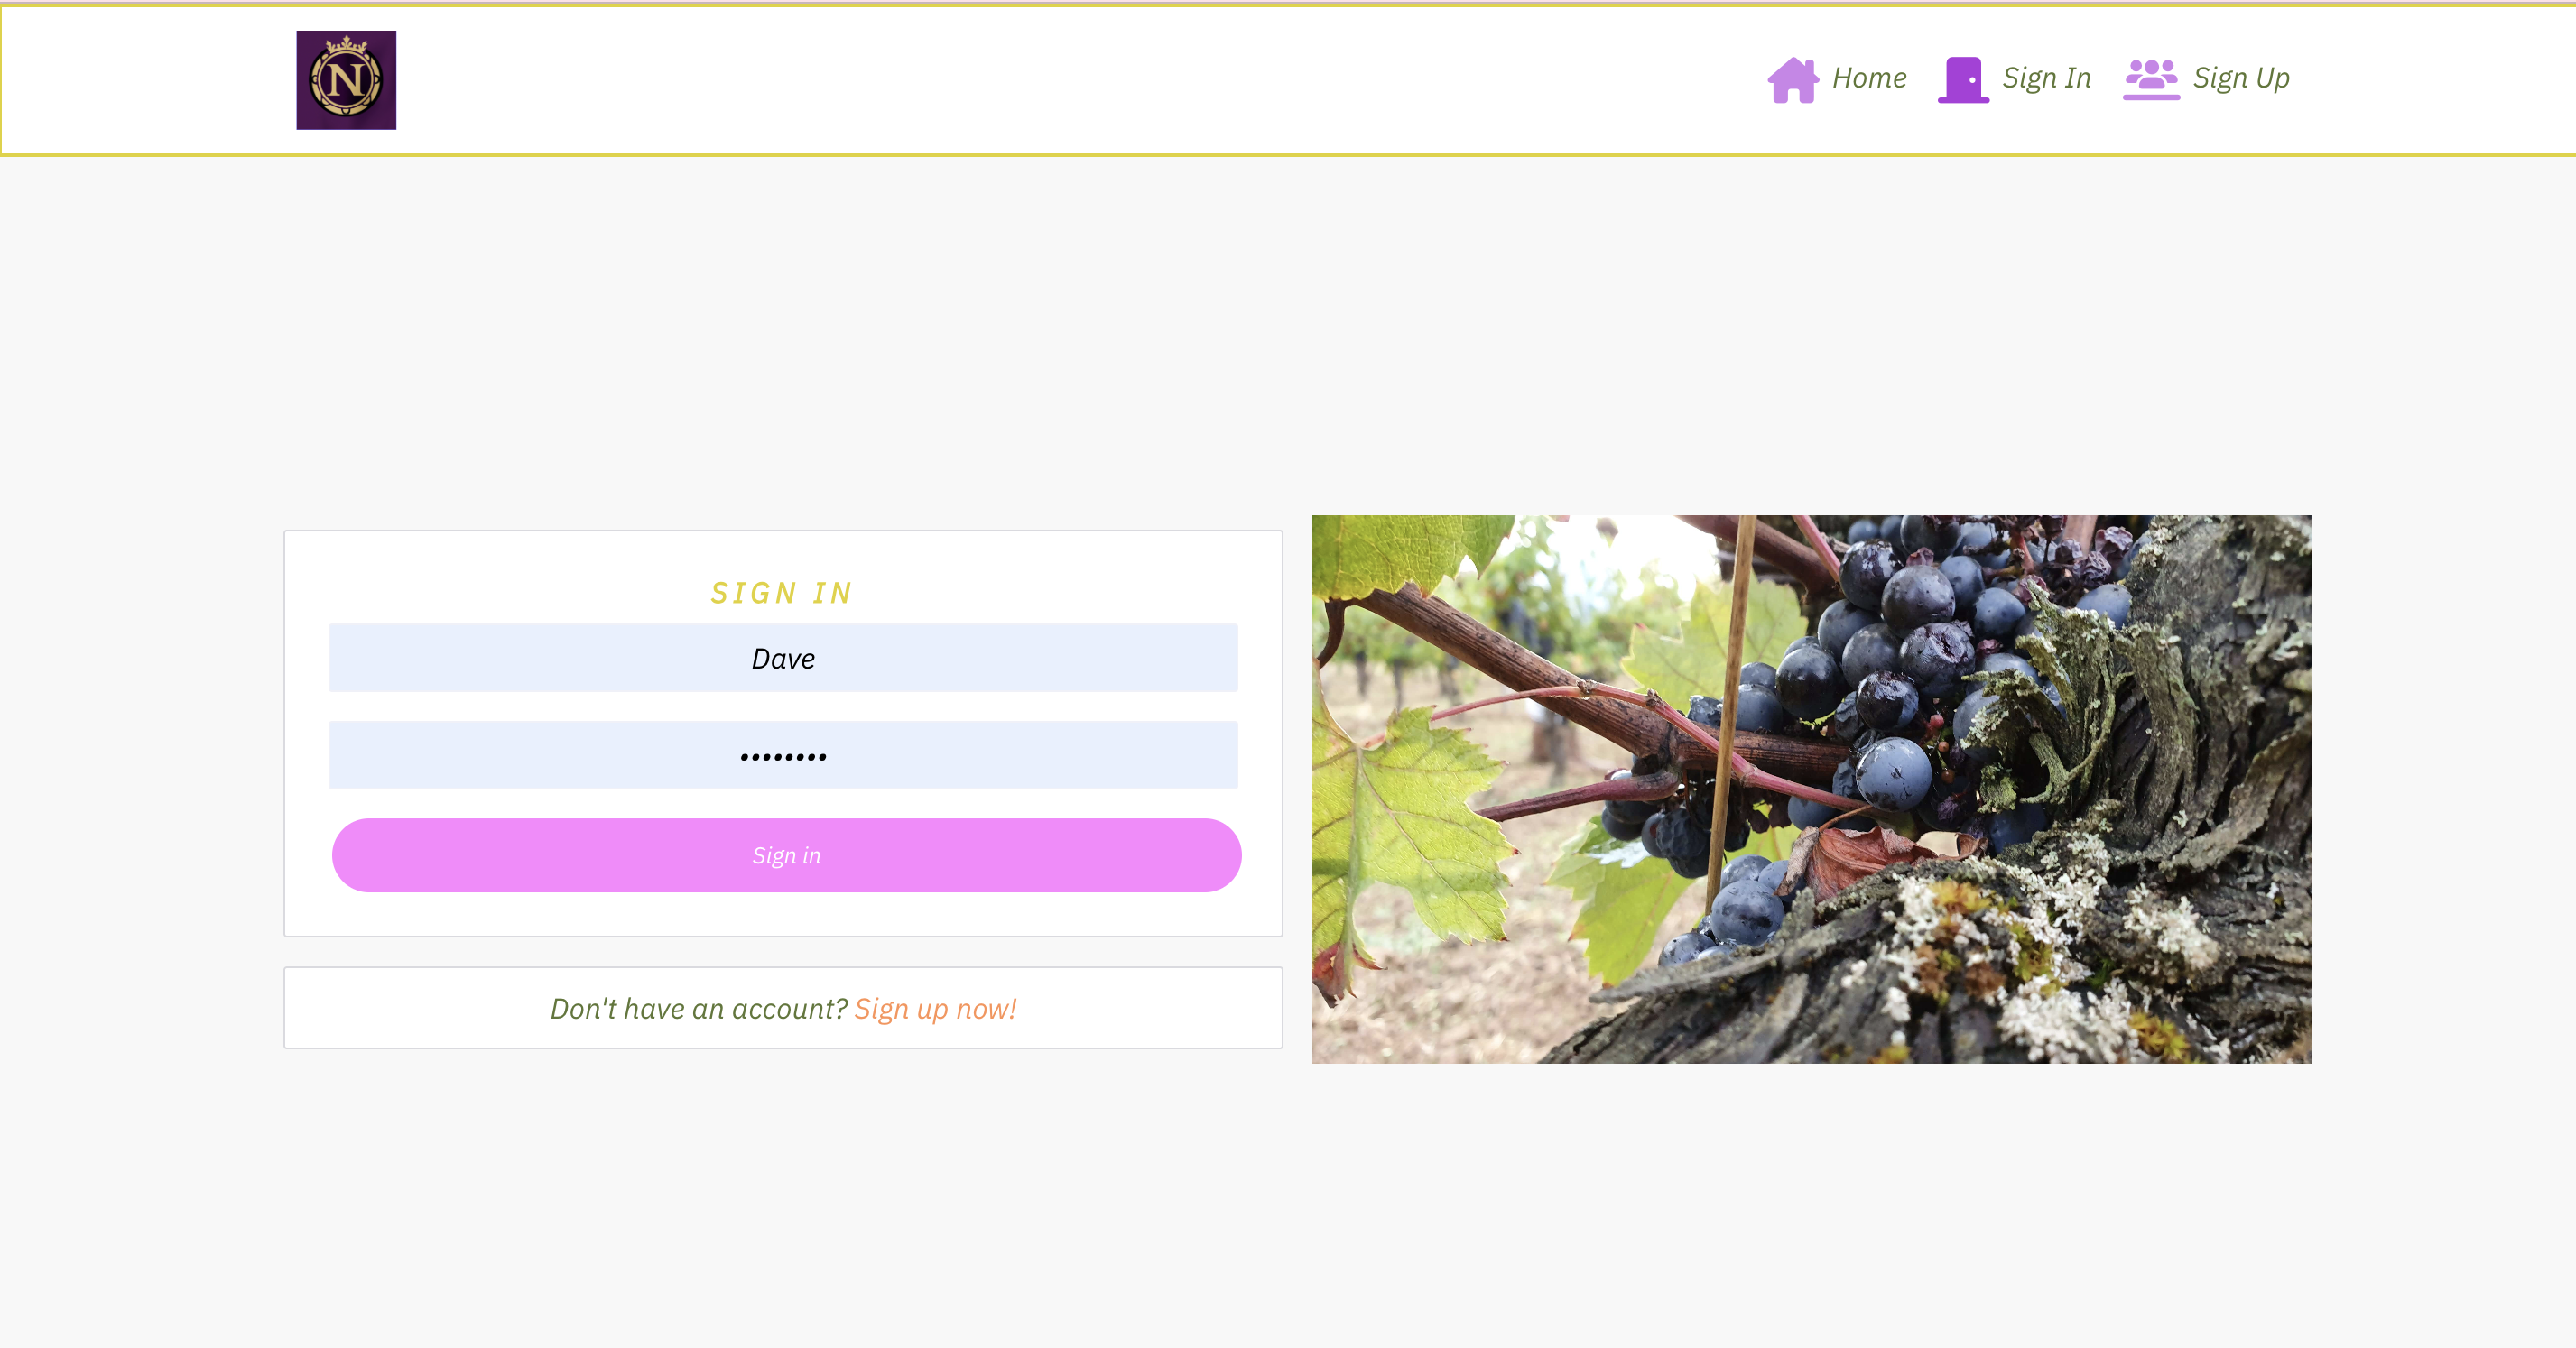 N
Home Sign In Sign Up
SIGN IN
Dave
••••••••
Sign in
Don't have an account? Sign up now!